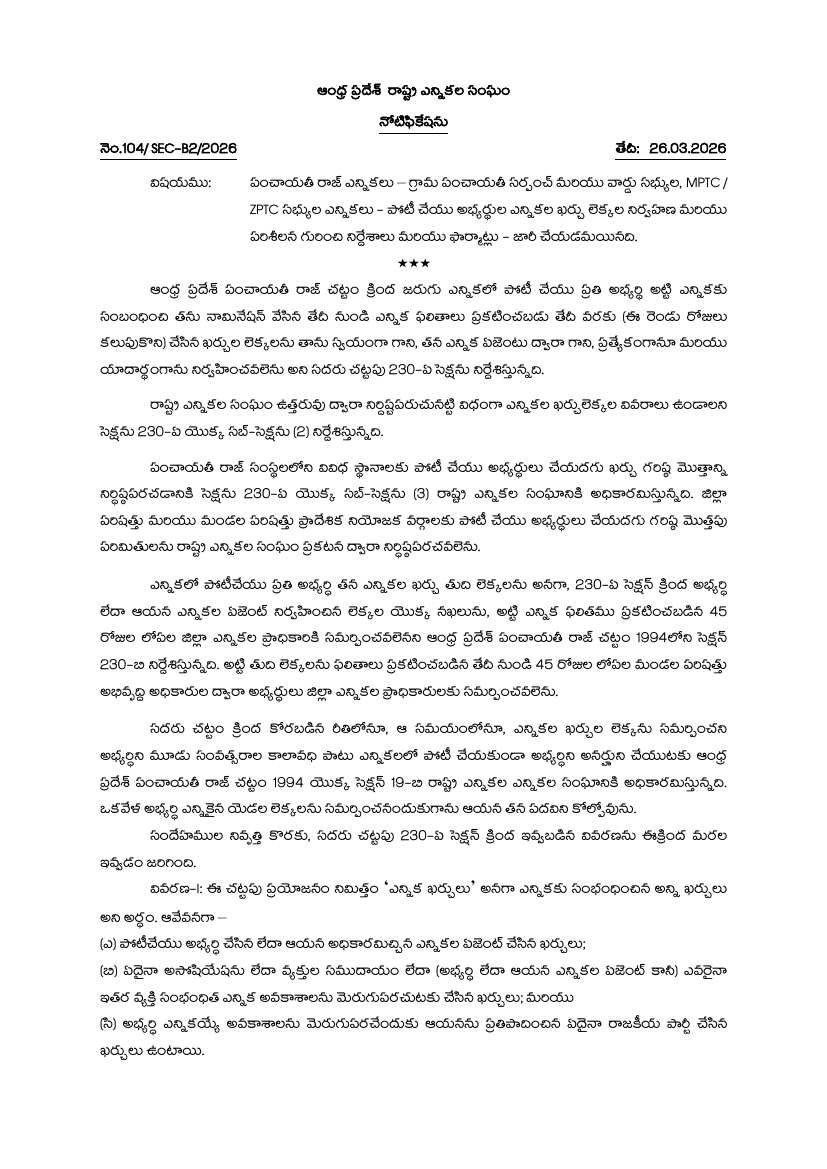 ఆంధ్ర ప్రదేశ్ రాష్ట్ర ఎన్నికల సంఘం
నోటిఫికేషను
నెం.104/ SEC-B2/2026 తేది: 26.03.2026
విషయము: పంచాయతీ రాజ్ ఎన్నికలు – గ్రామ పంచాయతీ సర్పంచ్ మరియు వార్డు సభ్యుల, MPTC /
ZPTC సభ్యుల ఎన్నికలు - పోటీ చేయు అభ్యర్థుల ఎన్నికల ఖర్చు లెక్కల నిర్వహణ మరియు
పరిశీలన గురించి నిర్దేశాలు మరియు ఫార్మాట్లు - జారీ చేయడమయినది.
★★★
ఆంధ్ర ప్రదేశ్ పంచాయతీ రాజ్ చట్టం క్రింద జరుగు ఎన్నికలో పోటీ చేయు ప్రతి అభ్యర్థి అట్టి ఎన్నికకు
సంబంధించి తను నామినేషన్ వేసిన తేదీ నుండి ఎన్నిక ఫలితాలు ప్రకటించబడు తేదీ వరకు (ఈ రెండు రోజులు
కలుపుకొని) చేసిన ఖర్చుల లెక్కలను తాను స్వయంగా గాని, తన ఎన్నిక ఏజెంటు ద్వారా గాని, ప్రత్యేకంగానూ మరియు
యాదార్థంగాను నిర్వహించవలెను అని సదరు చట్టపు 230-ఏ సెక్షను నిర్దేశిస్తున్నది.
రాష్ట్ర ఎన్నికల సంఘం ఉత్తరువు ద్వారా నిర్దిష్టపరుచునట్టి విధంగా ఎన్నికల ఖర్చులెక్కల వివరాలు ఉండాలని
సెక్షను 230-ఏ యొక్క సబ్-సెక్షను (2) నిర్దేశిస్తున్నది.
పంచాయతీ రాజ్ సంస్థలలోని వివిధ స్థానాలకు పోటీ చేయు అభ్యర్ధులు చేయదగు ఖర్చు గరిష్ఠ మొత్తాన్ని
నిర్ధిష్ఠపరచడానికి సెక్షను 230-ఏ యొక్క సబ్-సెక్షను (3) రాష్ట్ర ఎన్నికల సంఘానికి అధికారమిస్తున్నది. జిల్లా
పరిషత్తు మరియు మండల పరిషత్తు ప్రాదేశిక నియోజక వర్గాలకు పోటీ చేయు అభ్యర్ధులు చేయదగు గరిష్ఠ మొత్తపు
పరిమితులను రాష్ట్ర ఎన్నికల సంఘం ప్రకటన ద్వారా నిర్ధిష్ఠపరచవలెను.
ఎన్నికలో పోటీచేయు ప్రతి అభ్యర్ధి తన ఎన్నికల ఖర్చు తుది లెక్కలను అనగా, 230-ఏ సెక్షన్ క్రింద అభ్యర్ధి
లేదా ఆయన ఎన్నికల ఏజెంట్ నిర్వహించిన లెక్కల యొక్క నఖలును, అట్టి ఎన్నిక ఫలితము ప్రకటించబడిన 45
రోజుల లోపల జిల్లా ఎన్నికల ప్రాధికారికి సమర్పించవలెనని ఆంధ్ర ప్రదేశ్ పంచాయతీ రాజ్ చట్టం 1994లోని సెక్షన్
230-బి నిర్దేశిస్తున్నది. అట్టి తుది లెక్కలను ఫలితాలు ప్రకటించబడిన తేదీ నుండి 45 రోజుల లోపల మండల పరిషత్తు
అభివృద్ది అధికారుల ద్వారా అభ్యర్ధులు జిల్లా ఎన్నికల ప్రాధికారులకు సమర్పించవలెను.
సదరు చట్టం క్రింద కోరబడిన రీతిలోనూ, ఆ సమయంలోనూ, ఎన్నికల ఖర్చుల లెక్కను సమర్పించని
అభ్యర్ధిని మూడు సంవత్సరాల కాలావధి పాటు ఎన్నికలలో పోటీ చేయకుండా అభ్యర్ధిని అనర్హుని చేయుటకు ఆంధ్ర
ప్రదేశ్ పంచాయతీ రాజ్ చట్టం 1994 యొక్క సెక్షన్ 19-బి రాష్ట్ర ఎన్నికల ఎన్నికల సంఘానికి అధికారమిస్తున్నది.
ఒకవేళ అభ్యర్ధి ఎన్నికైన యెడల లెక్కలను సమర్పించనందుకుగాను ఆయన తన పదవిని కోల్పోవును.
సందేహముల నివృత్తి కొరకు, సదరు చట్టపు 230-ఏ సెక్షన్ క్రింద ఇవ్వబడిన వివరణను ఈక్రింద మరల
ఇవ్వడం జరిగింది.
వివరణ-I: ఈ చట్టపు ప్రయోజనం నిమిత్తం ‘ఎన్నిక ఖర్చులు’ అనగా ఎన్నికకు సంభంధించిన అన్ని ఖర్చులు
అని అర్థం. ఆవేవనగా –
(ఎ) పోటీచేయు అభ్యర్ధి చేసిన లేదా ఆయన అధికారమిచ్చిన ఎన్నికల ఏజెంట్ చేసిన ఖర్చులు;
(బి) ఏదైనా అసోషియేషను లేదా వ్యక్తుల సముదాయం లేదా (అభ్యర్థి లేదా ఆయన ఎన్నికల ఏజెంట్ కానీ) ఎవరైనా
ఇతర వ్యక్తి సంభంధిత ఎన్నిక అవకాశాలను మెరుగుపరచుటకు చేసిన ఖర్చులు; మరియు
(సి) అభ్యర్ధి ఎన్నికయ్యే అవకాశాలను మెరుగుపరచేందుకు ఆయనను ప్రతిపాదించిన ఏదైనా రాజకీయ పార్టీ చేసిన
ఖర్చులు ఉంటాయి.